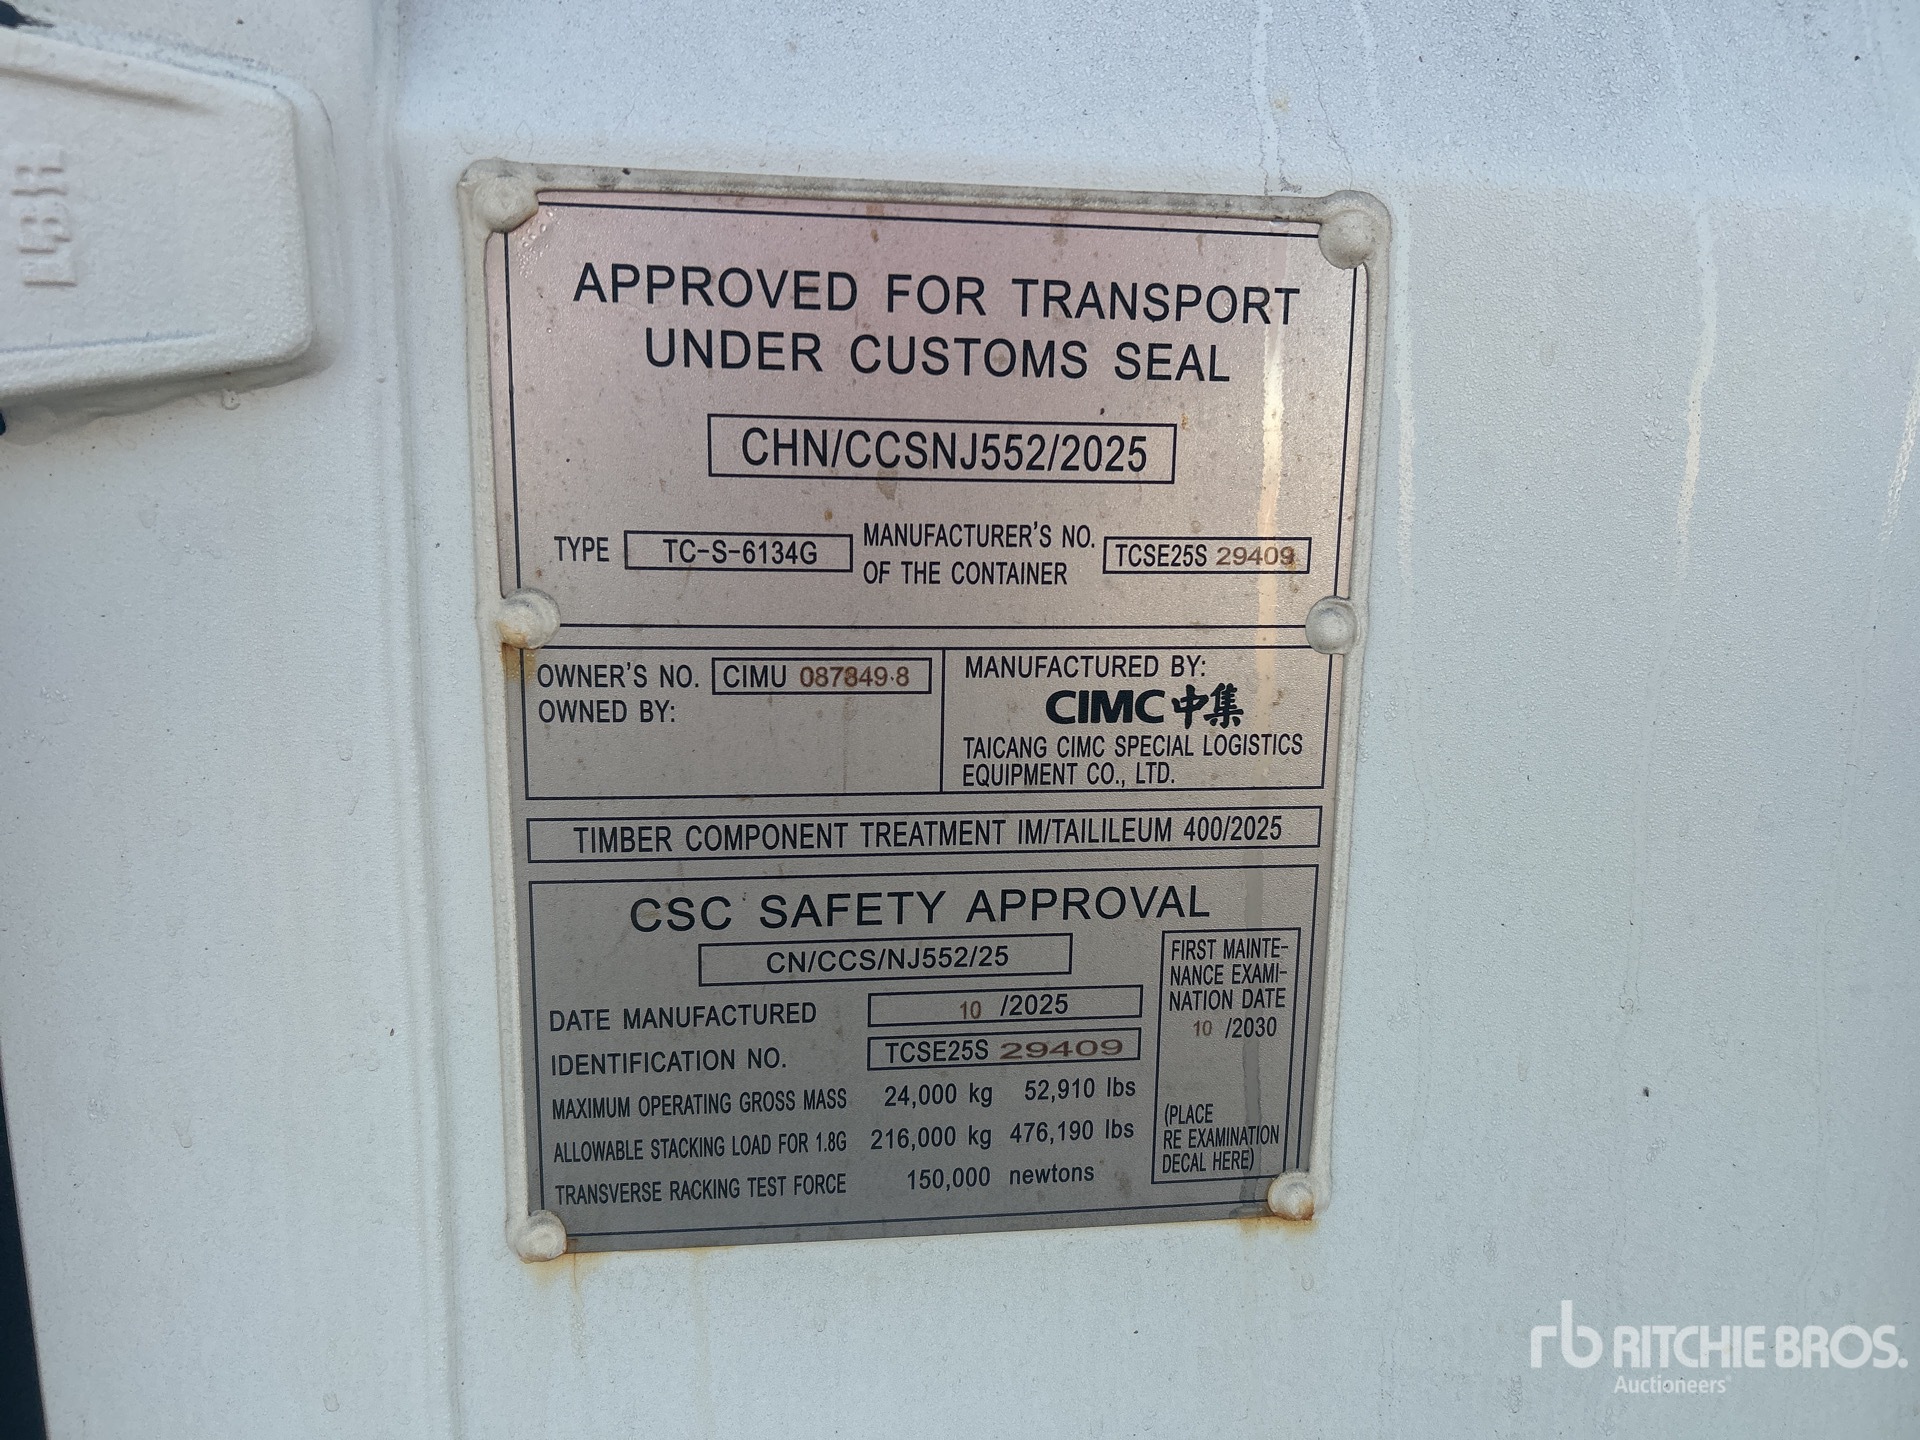 LBH
APPROVED FOR TRANSPORT
UNDER CUSTOMS SEAL
CHN/CCSNJ552/2025
TYPE TC-S-6134G MANUFACTURER'S NO.
OF THE CONTAINER TCSE25S 29409
OWNER'S NO. CIMU 087849·8
OWNED BY:
MANUFACTURED BY:
CIMC中集
TAICANG CIMC SPECIAL LOGISTICS
EQUIPMENT CO., LTD.
TIMBER COMPONENT TREATMENT IM/TAILILEUM 400/2025
CSC SAFETY APPROVAL
CN/CCS/NJ552/25
DATE MANUFACTURED 10 /2025
IDENTIFICATION NO. TCSE25S 29409
MAXIMUM OPERATING GROSS MASS 24,000 kg 52,910 lbs
ALLOWABLE STACKING LOAD FOR 1.8G 216,000 kg 476,190 lbs
TRANSVERSE RACKING TEST FORCE 150,000 newtons
FIRST MAINTE-
NANCE EXAMI-
NATION DATE
10 /2030
(PLACE
RE EXAMINATION
DECAL HERE)
rb RITCHIE BROS.
Auctioneers